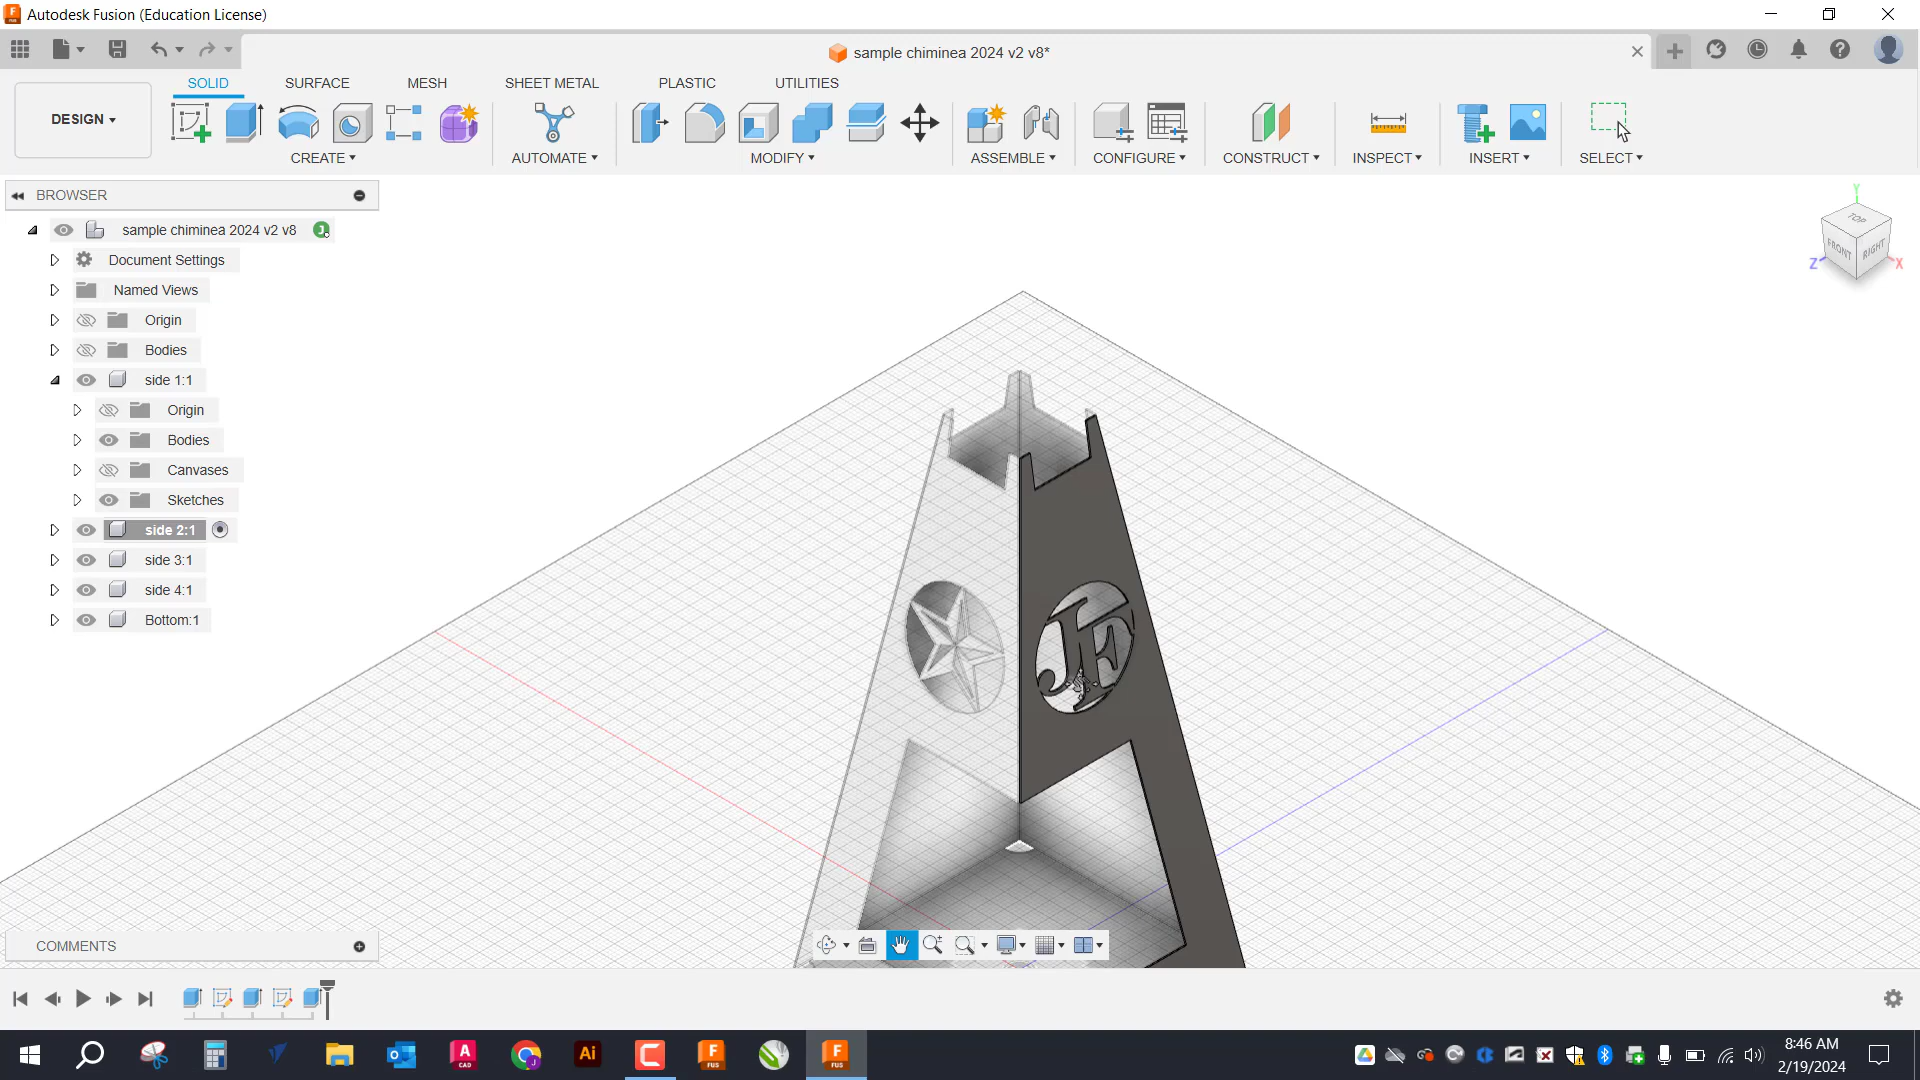 Autodesk Fusion (Education License)
sample chiminea 2024 v2 v8*
DESIGN
SOLID SURFACE MESH SHEET METAL PLASTIC UTILITIES
CREATE AUTOMATE MODIFY ASSEMBLE CONFIGURE CONSTRUCT INSPECT INSERT SELECT
BROWSER
sample chiminea 2024 v2 v8
Document Settings
Named Views
Origin
Bodies
side 1:1
Origin
Bodies
Canvases
Sketches
side 2:1
side 3:1
side 4:1
Bottom:1
Y
TOP
FRONT RIGHT
Z X
JF
COMMENTS
8:46 AM
2/19/2024